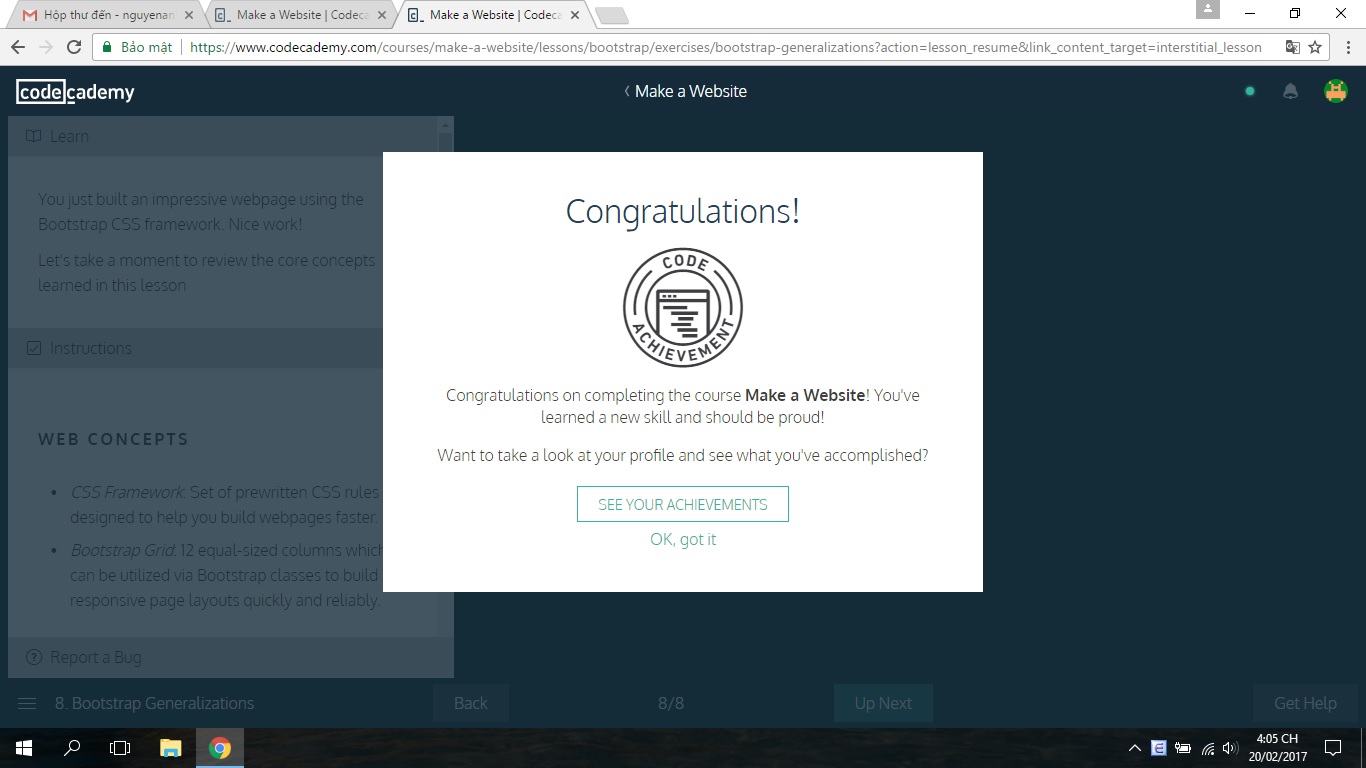 Hộp thư đến - nguyenan
Make a Website | Codeca
Make a Website | Codeca
Bảo mật
https://www.codecademy.com/courses/make-a-website/lessons/bootstrap/exercises/bootstrap-generalizations?action=lesson_resume&link_content_target=interstitial_lesson
codecademy
Make a Website
Learn
You just built an impressive webpage using the
Bootstrap CSS framework. Nice work!
Let's take a moment to review the core concepts
learned in this lesson
Instructions
WEB CONCEPTS
CSS Framework: Set of prewritten CSS rules
designed to help you build webpages faster.
Bootstrap Grid: 12 equal-sized columns which
can be utilized via Bootstrap classes to build
responsive page layouts quickly and reliably.
Report a Bug
Congratulations!
CODE
ACHIEVEMENT
Congratulations on completing the course Make a Website! You've
learned a new skill and should be proud!
Want to take a look at your profile and see what you've accomplished?
SEE YOUR ACHIEVEMENTS
OK, got it
8. Bootstrap Generalizations
Back
8/8
Up Next
Get Help
4:05 CH
20/02/2017